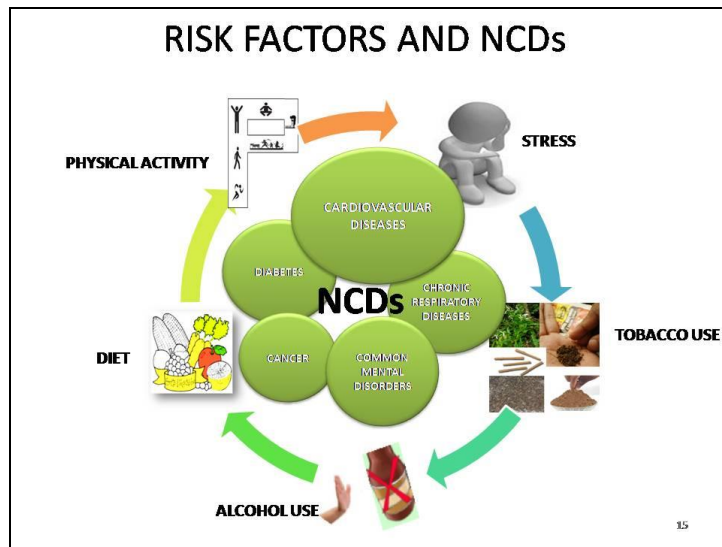 RISK FACTORS AND NCDs
PHYSICAL ACTIVITY
STRESS
CARDIOVASCULAR
DISEASES
DIABETES
NCDs
CHRONIC
RESPIRATORY
DISEASES
TOBACCO USE
DIET
CANCER
COMMON
MENTAL
DISORDERS
ALCOHOL USE
15